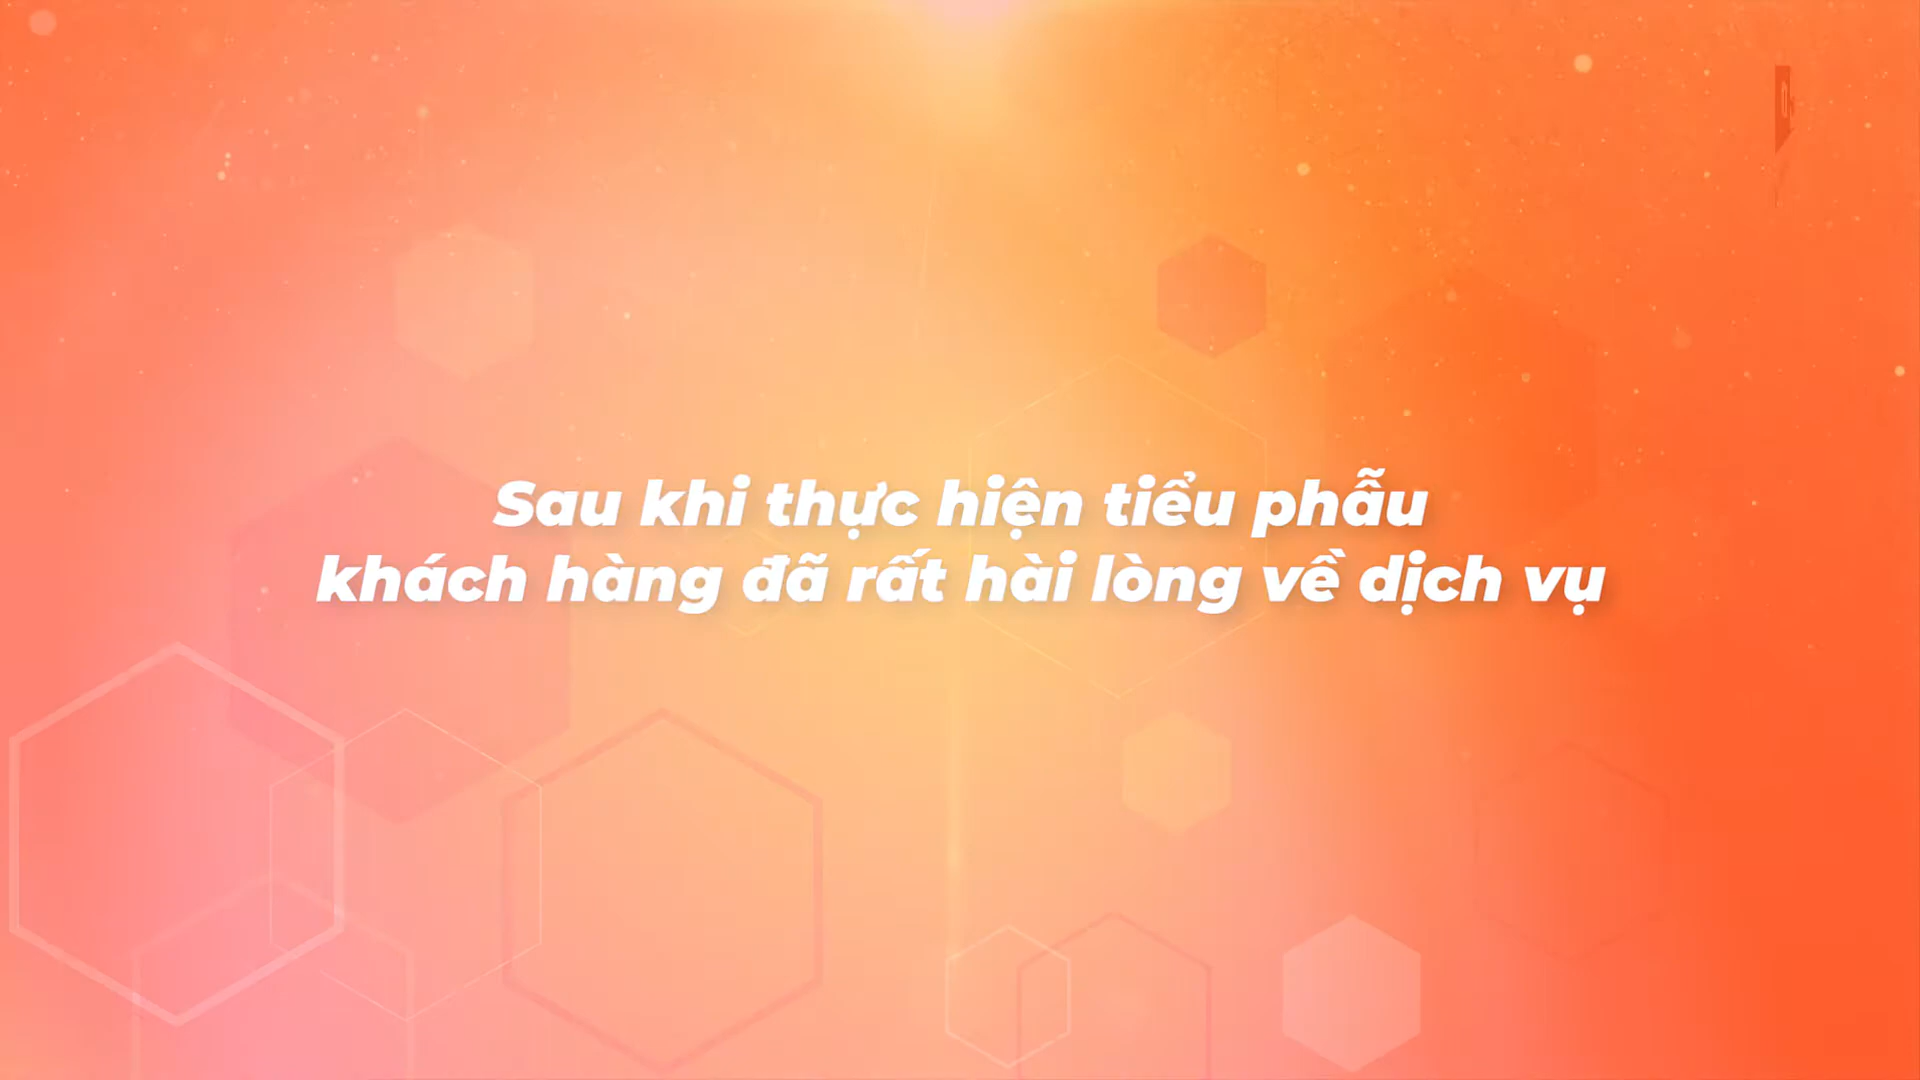 Sau khi thực hiện tiểu phẫu
khách hàng đã rất hài lòng về dịch vụ